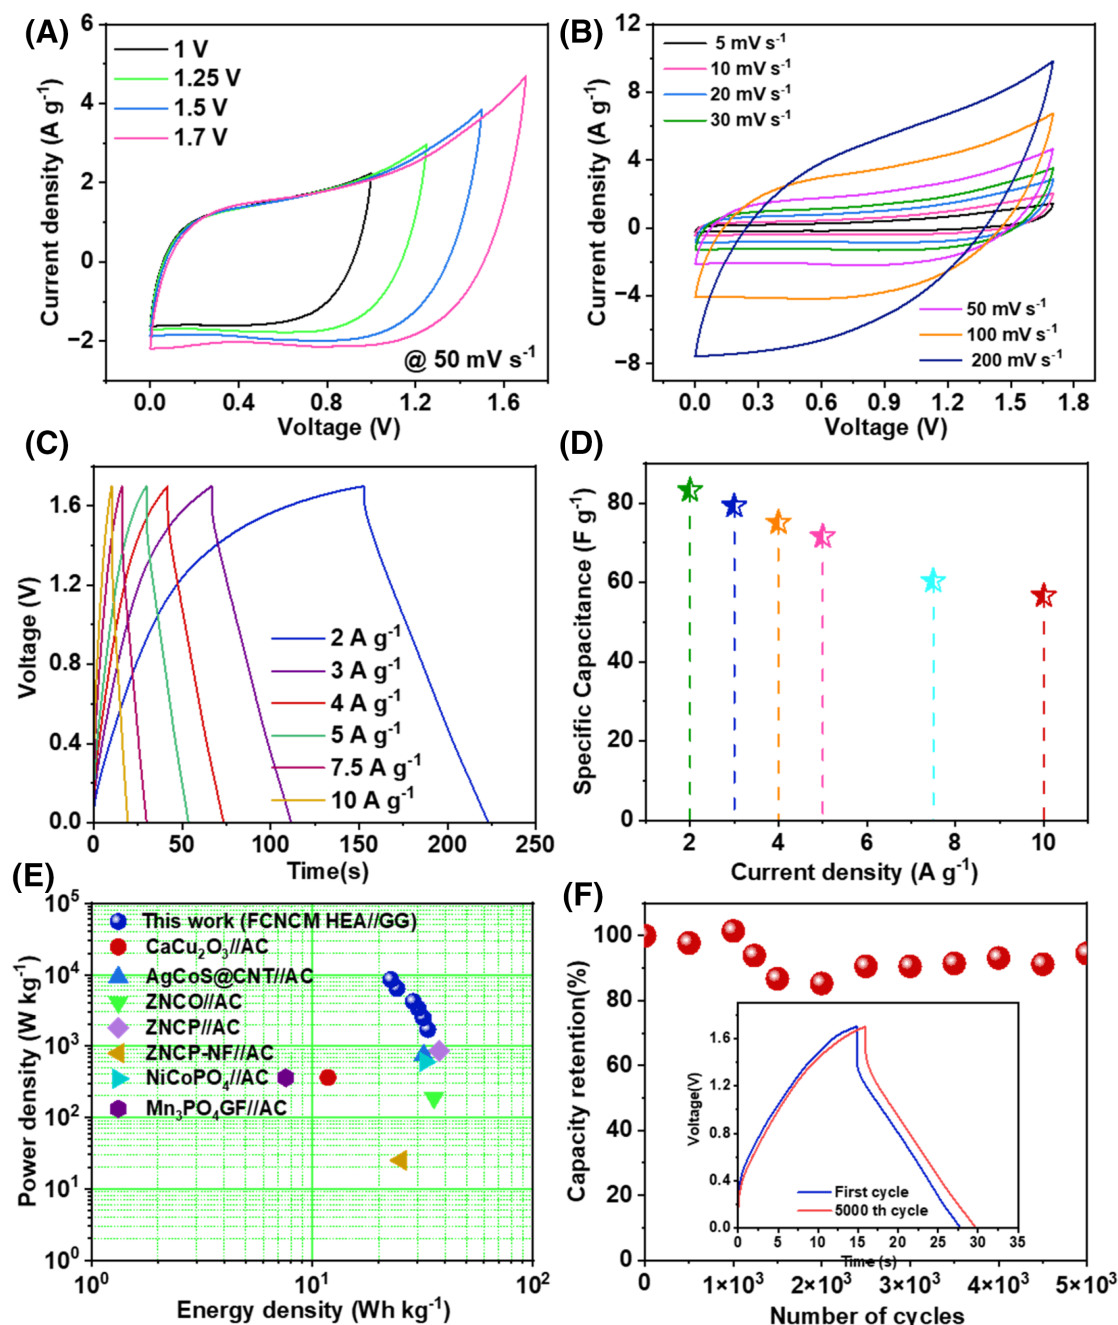 (A)
6
4
2
0
−2
Current density (A g⁻¹)
1 V
1.25 V
1.5 V
1.7 V
@ 50 mV s⁻¹
0.0 0.4 0.8 1.2 1.6
Voltage (V)
(B)
12
8
4
0
−4
−8
Current density (A g⁻¹)
5 mV s⁻¹
10 mV s⁻¹
20 mV s⁻¹
30 mV s⁻¹
50 mV s⁻¹
100 mV s⁻¹
200 mV s⁻¹
0.0 0.3 0.6 0.9 1.2 1.5 1.8
Voltage (V)
(C)
1.6
1.2
0.8
0.4
0.0
Voltage (V)
2 A g⁻¹
3 A g⁻¹
4 A g⁻¹
5 A g⁻¹
7.5 A g⁻¹
10 A g⁻¹
0 50 100 150 200 250
Time(s)
(D)
80
60
40
20
0
Specific Capacitance (F g⁻¹)
2 4 6 8 10
Current density (A g⁻¹)
(E)
10⁵
10⁴
10³
10²
10¹
10⁰
Power density (W kg⁻¹)
This work (FCNCM HEA//GG)
CaCu₂O₃//AC
AgCoS@CNT//AC
ZNCO//AC
ZNCP//AC
ZNCP-NF//AC
NiCoPO₄//AC
Mn₃PO₄GF//AC
10⁰ 10¹ 10²
Energy density (Wh kg⁻¹)
(F)
100
80
60
40
20
0
Capacity retention(%)
1.6
1.2
0.8
0.4
0.0
Voltage(V)
First cycle
5000 th cycle
0 5 10 15 20 25 30 35
Time (s)
0 1×10³ 2×10³ 3×10³ 4×10³ 5×10³
Number of cycles